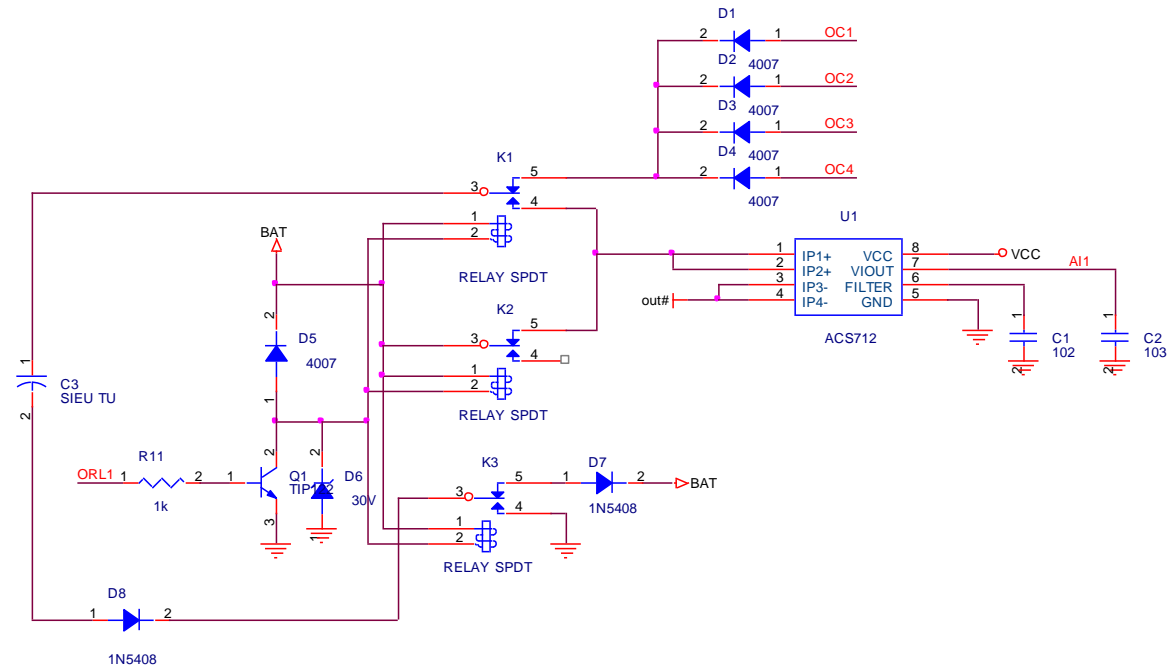 D1
2 1 OC1
D2 4007
2 1 OC2
D3 4007
2 1 OC3
D4 4007
2 1 OC4
4007
K1
3 5
4
1
2
RELAY SPDT
BAT
U1
1 IP1+ VCC 8 VCC
2 IP2+ VIOUT 7 AI1
3 IP3- FILTER 6
out# 4 IP4- GND 5
ACS712
1
C1
102
2
1
C2
103
2
K2
3 5
4
1
2
RELAY SPDT
2
D5
4007
1
1
C3
SIEU TU
2
R11
ORL1 1 2
1k
2
1 Q1
3
2
D6
30V
1
K3
3 5
4
1
2
RELAY SPDT
D7
1 2 BAT
1N5408
D8
1 2
1N5408